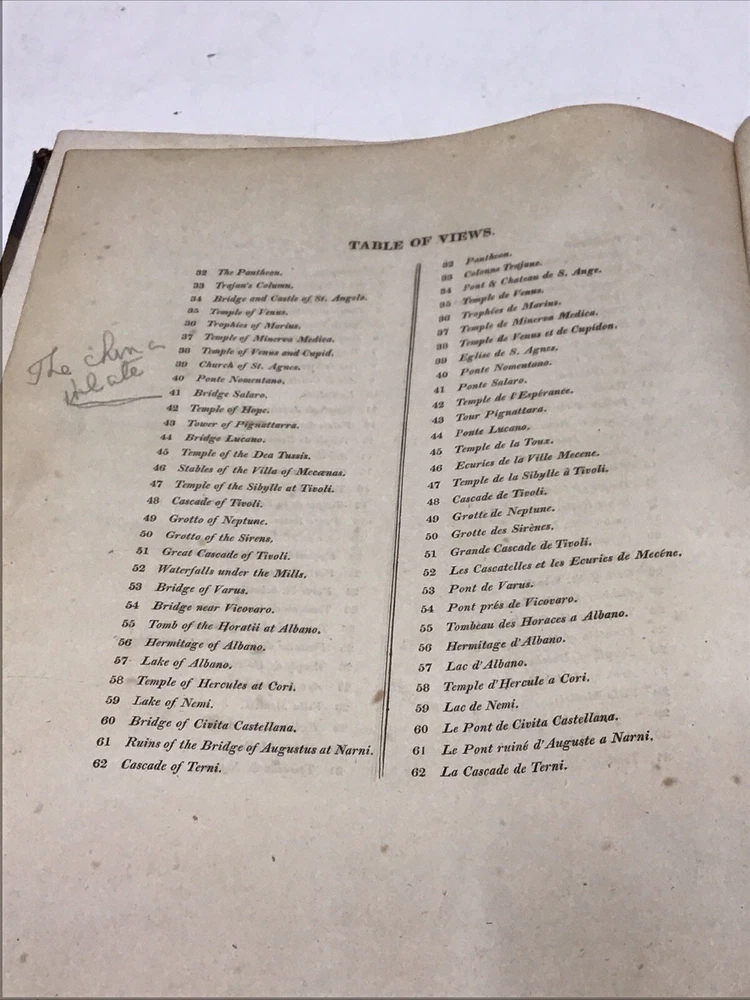 TABLE OF VIEWS.
32 The Pantheon.
33 Trajan's Column.
34 Bridge and Castle of St. Angelo.
35 Temple of Venus.
36 Trophies of Marius.
37 Temple of Minerva Medica.
38 Temple of Venus and Cupid.
39 Church of St. Agnes.
40 Ponte Nomentano.
41 Bridge Salaro.
42 Temple of Hope.
43 Tower of Pignattarra.
44 Bridge Lucano.
45 Temple of the Dea Tussis.
46 Stables of the Villa of Mecænas.
47 Temple of the Sibylle at Tivoli.
48 Cascade of Tivoli.
49 Grotto of Neptune.
50 Grotto of the Sirens.
51 Great Cascade of Tivoli.
52 Waterfalls under the Mills.
53 Bridge of Varus.
54 Bridge near Vicovaro.
55 Tomb of the Horatii at Albano.
56 Hermitage of Albano.
57 Lake of Albano.
58 Temple of Hercules at Cori.
59 Lake of Nemi.
60 Bridge of Civita Castellana.
61 Ruins of the Bridge of Augustus at Narni.
62 Cascade of Terni.
32 Pantheon.
33 Colonne Trajane.
34 Pont & Chateau de S. Ange.
35 Temple de Venus.
36 Trophées de Marius.
37 Temple de Minerva Medica.
38 Temple de Venus et de Cupidon.
39 Eglise de S. Agnes.
40 Ponte Nomentano.
41 Ponte Salaro.
42 Temple de l'Espérance.
43 Tour Pignattara.
44 Ponte Lucano.
45 Temple de la Toux.
46 Ecuries de la Ville Mecene.
47 Temple de la Sibylle à Tivoli.
48 Cascade de Tivoli.
49 Grotte de Neptune.
50 Grotte des Sirènes.
51 Grande Cascade de Tivoli.
52 Les Cascatelles et les Ecuries de Mecéne.
53 Pont de Varus.
54 Pont prés de Vicovaro.
55 Tombeau des Horaces a Albano.
56 Hermitage d'Albano.
57 Lac d'Albano.
58 Temple d'Hercule a Cori.
59 Lac de Nemi.
60 Le Pont de Civita Castellana.
61 Le Pont ruiné d'Auguste a Narni.
62 La Cascade de Terni.
The